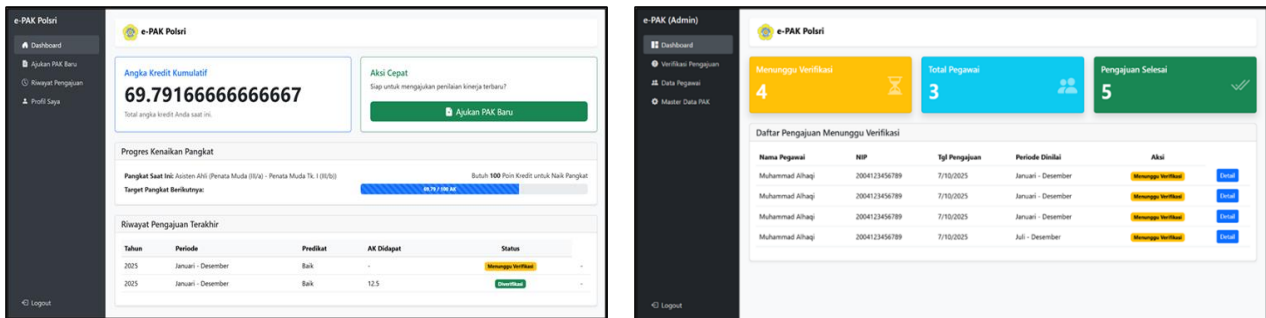 e-PAK Polsri
Dashboard
Ajukan PAK Baru
Riwayat Pengajuan
Profil Saya
Logout
e-PAK Polsri
Angka Kredit Kumulatif
69.79166666666667
Total angka kredit Anda saat ini.
Aksi Cepat
Siap untuk mengajukan penilaian kinerja terbaru?
Ajukan PAK Baru
Progres Kenaikan Pangkat
Pangkat Saat Ini: Asisten Ahli (Penata Muda (III/a) - Penata Muda Tk. I (III/b)) Butuh 100 Poin Kredit untuk Naik Pangkat
Target Pangkat Berikutnya: 69,79 / 100 AK
Riwayat Pengajuan Terakhir
Tahun Periode Predikat AK Didapat Status
2025 Januari - Desember Baik - Menunggu Verifikasi -
2025 Januari - Desember Baik 12.5 Diverifikasi -
e-PAK (Admin)
Dashboard
Verifikasi Pengajuan
Data Pegawai
Master Data PAK
Logout
e-PAK Polsri
Menunggu Verifikasi
4
Total Pegawai
3
Pengajuan Selesai
5
Daftar Pengajuan Menunggu Verifikasi
Nama Pegawai NIP Tgl Pengajuan Periode Dinilai Aksi
Muhammad Alhaqi 2004123456789 7/10/2025 Januari - Desember Menunggu Verifikasi Detail
Muhammad Alhaqi 2004123456789 7/10/2025 Januari - Desember Menunggu Verifikasi Detail
Muhammad Alhaqi 2004123456789 7/10/2025 Januari - Desember Menunggu Verifikasi Detail
Muhammad Alhaqi 2004123456789 7/10/2025 Juli - Desember Menunggu Verifikasi Detail